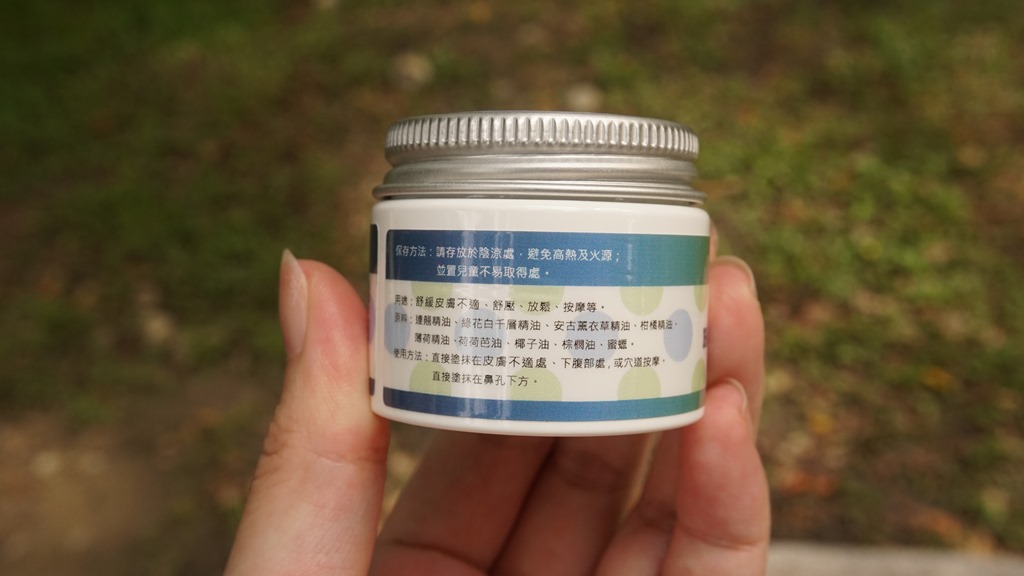 保存方法：請存放於陰涼處，避免高熱及火源；
並置兒童不易取得處。
用途：舒緩皮膚不適、舒壓、放鬆、按摩等。
原料：連翹精油、綠花白千層精油、安古薰衣草精油、柑橘精油、
薄荷精油、荷荷芭油、椰子油、棕櫚油、蜜蠟。
使用方法：直接塗抹在皮膚不適處、下腹部處，或穴道按摩。
直接塗抹在鼻孔下方。